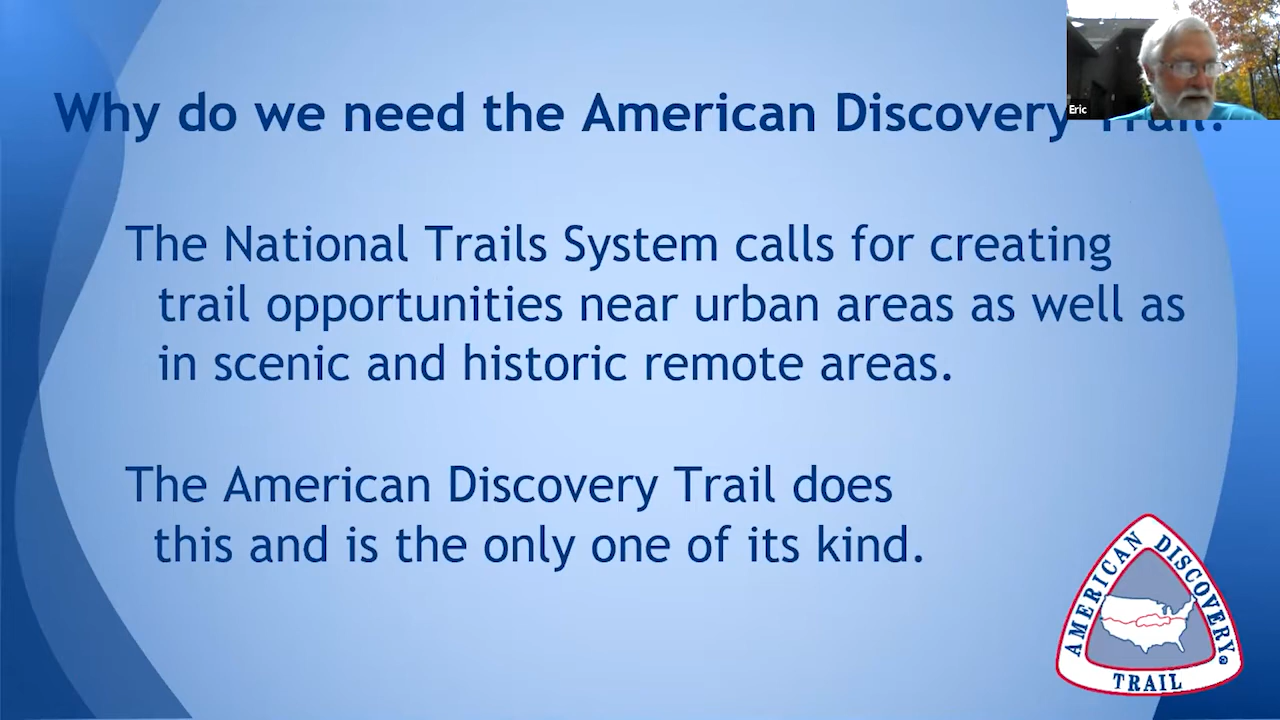 Why do we need the American Discovery Trail?
Eric
The National Trails System calls for creating
trail opportunities near urban areas as well as
in scenic and historic remote areas.
The American Discovery Trail does
this and is the only one of its kind.
AMERICAN DISCOVERY
TRAIL